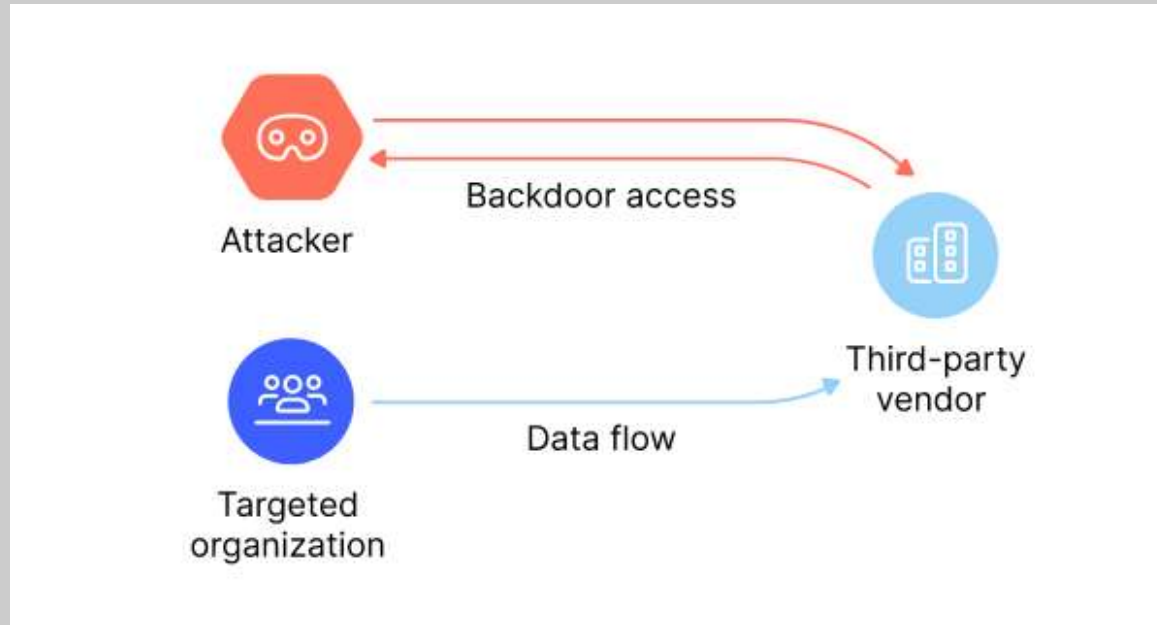 Backdoor access
Attacker
Third-party
vendor
Data flow
Targeted
organization